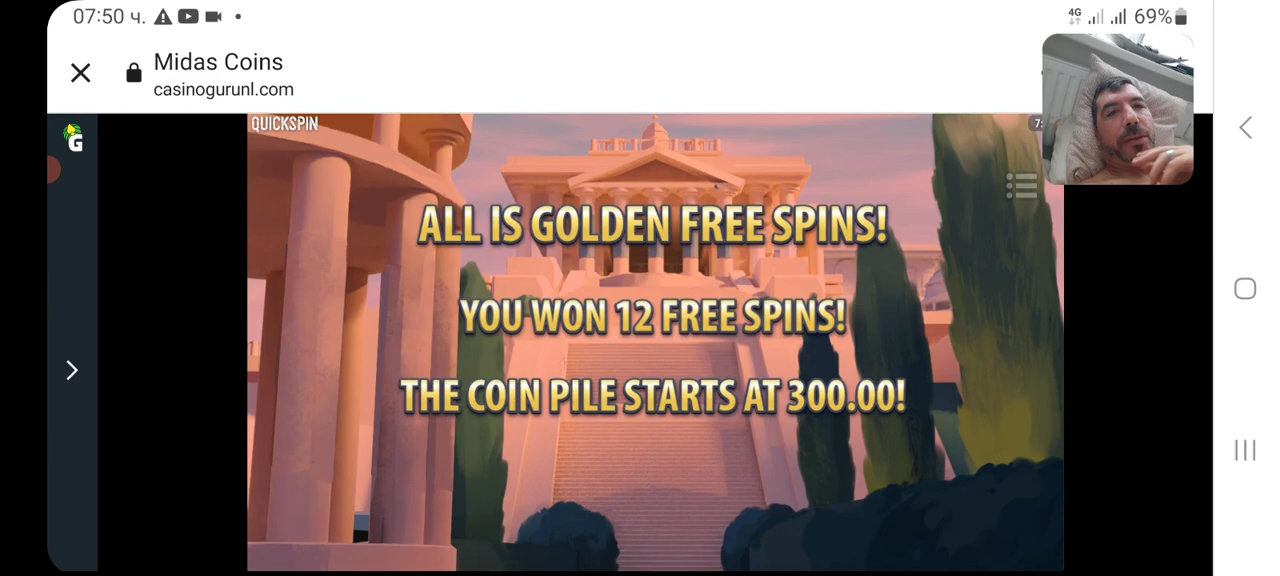 07:50 ч.
4G
69%
Midas Coins
casinogurunl.com
G
QUICKSPIN
7:
ALL IS GOLDEN FREE SPINS!
YOU WON 12 FREE SPINS!
THE COIN PILE STARTS AT 300.00!